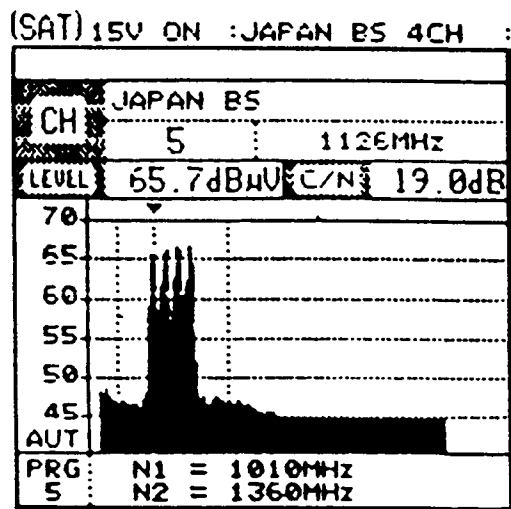 (SAT) 15V ON :JAPAN BS 4CH :
CH
JAPAN BS
5 1126MHz
LEVEL 65.7dBμV C/N 19.0dB
70
65
60
55
50
45
AUT
PRG 5
N1 = 1010MHz
N2 = 1360MHz